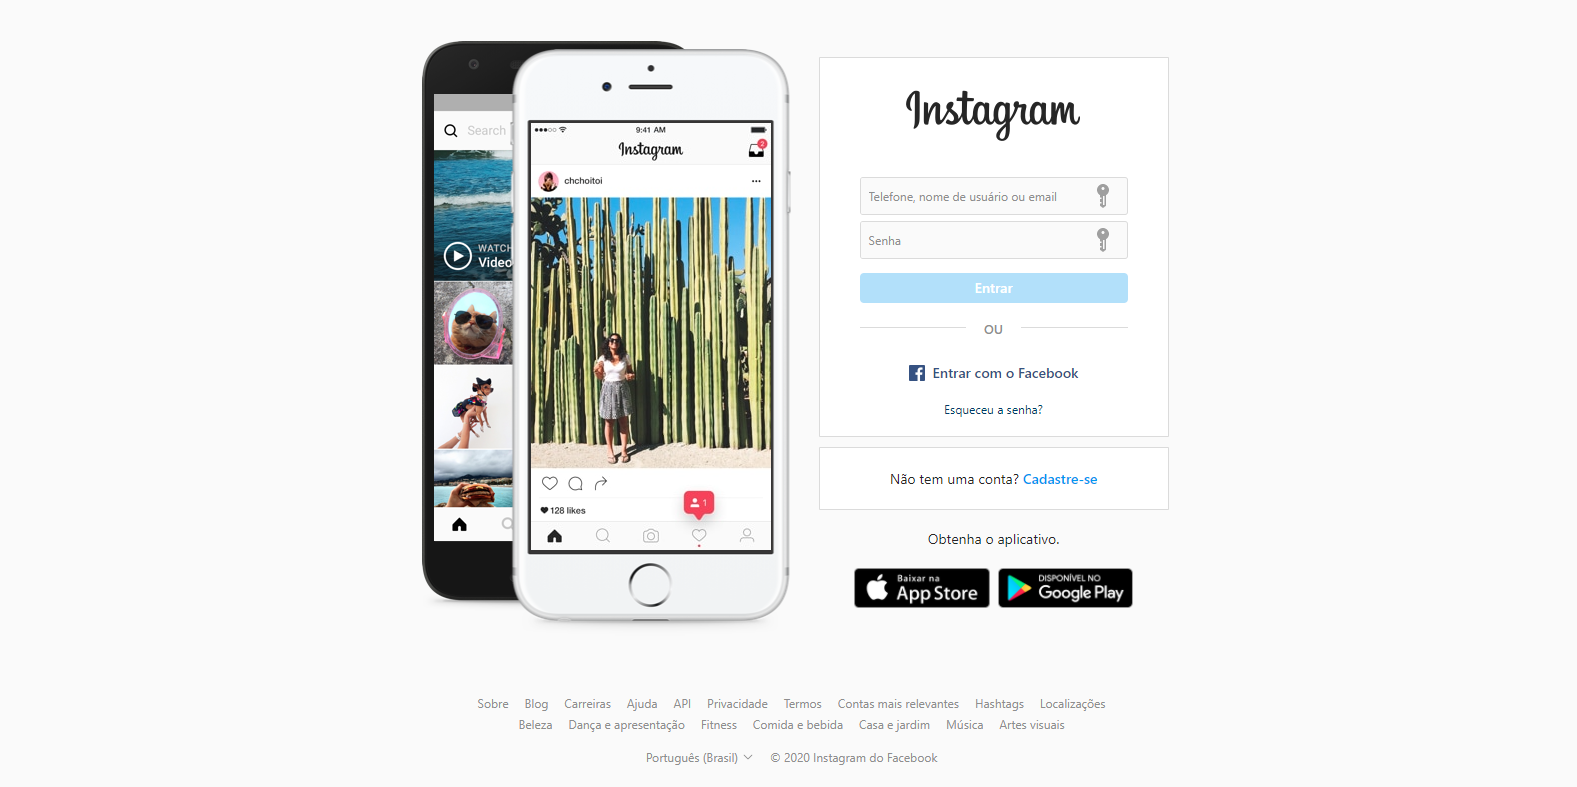 Search
WATCH
Video
9:41 AM
Instagram
2
chchoitoi
128 likes
1
Instagram
Telefone, nome de usuário ou email
Senha
Entrar
OU
Entrar com o Facebook
Esqueceu a senha?
Não tem uma conta? Cadastre-se
Obtenha o aplicativo.
Baixar na
App Store
DISPONÍVEL NO
Google Play
Sobre Blog Carreiras Ajuda API Privacidade Termos Contas mais relevantes Hashtags Localizações
Beleza Dança e apresentação Fitness Comida e bebida Casa e jardim Música Artes visuais
Português (Brasil) © 2020 Instagram do Facebook